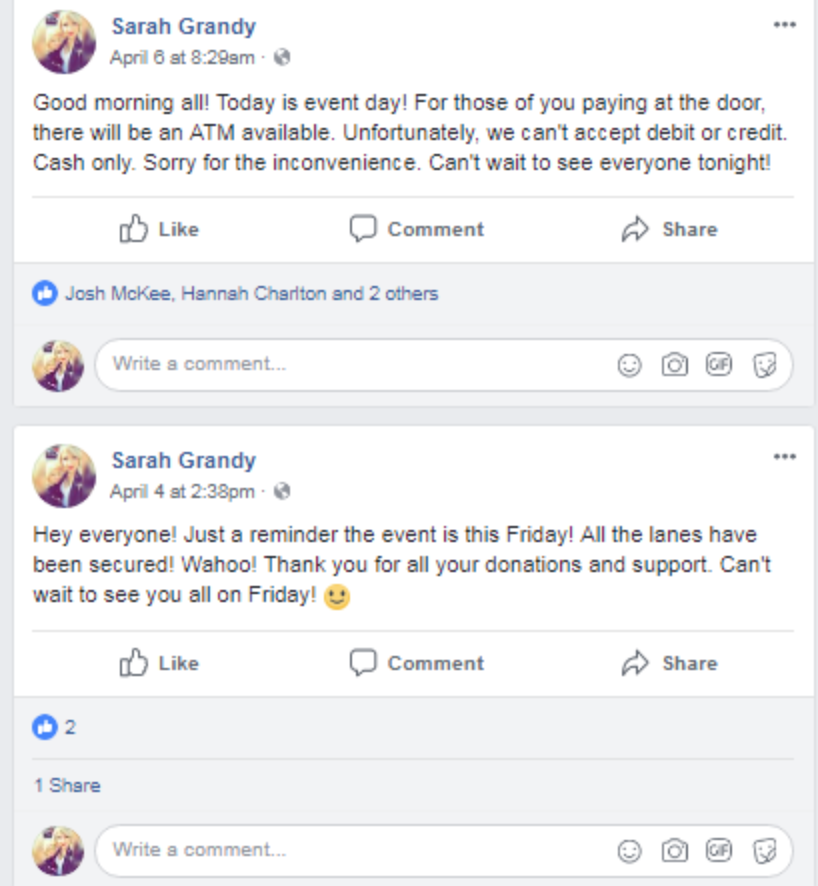 Sarah Grandy
April 6 at 8:29am ·
Good morning all! Today is event day! For those of you paying at the door,
there will be an ATM available. Unfortunately, we can't accept debit or credit.
Cash only. Sorry for the inconvenience. Can't wait to see everyone tonight!
Like Comment Share
Josh McKee, Hannah Charlton and 2 others
Write a comment... GIF
Sarah Grandy
April 4 at 2:38pm ·
Hey everyone! Just a reminder the event is this Friday! All the lanes have
been secured! Wahoo! Thank you for all your donations and support. Can't
wait to see you all on Friday! 🙂
Like Comment Share
2
1 Share
Write a comment... GIF